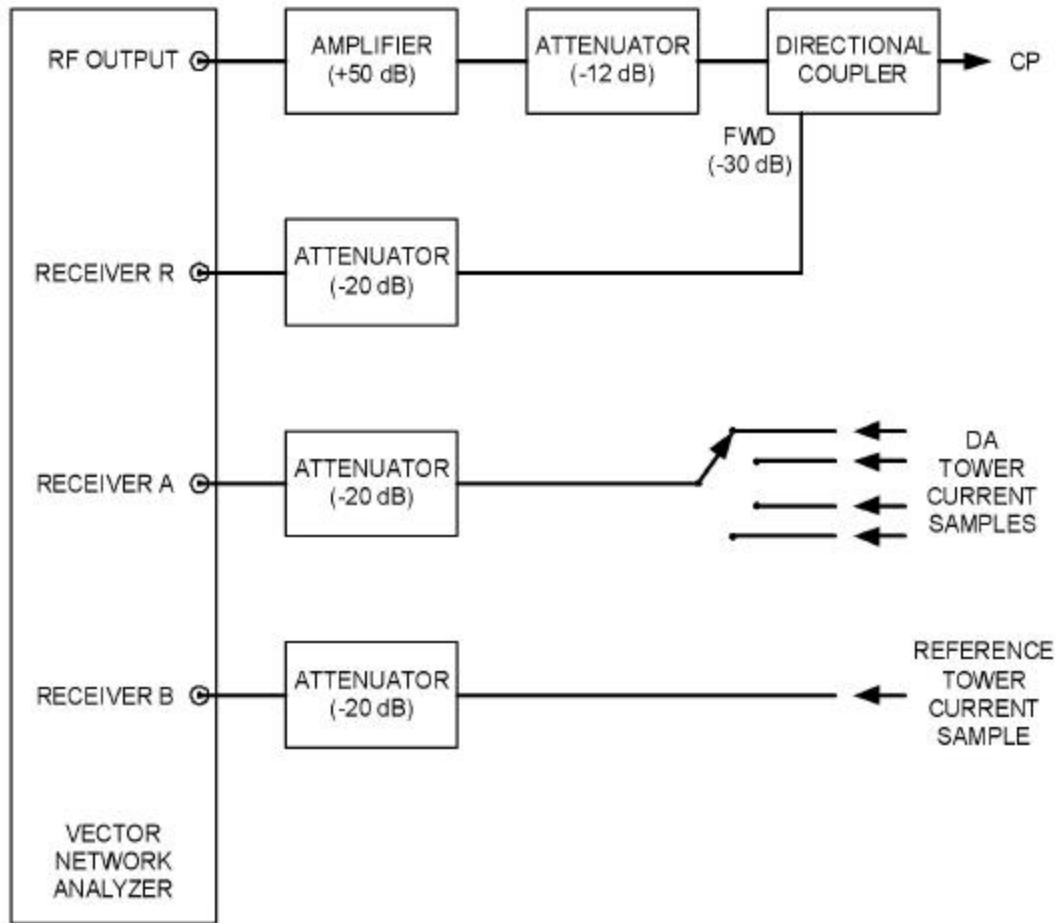 RF OUTPUT
AMPLIFIER
(+50 dB)
ATTENUATOR
(-12 dB)
DIRECTIONAL
COUPLER
CP
FWD
(-30 dB)
RECEIVER R
ATTENUATOR
(-20 dB)
RECEIVER A
ATTENUATOR
(-20 dB)
DA
TOWER
CURRENT
SAMPLES
RECEIVER B
ATTENUATOR
(-20 dB)
REFERENCE
TOWER
CURRENT
SAMPLE
VECTOR
NETWORK
ANALYZER